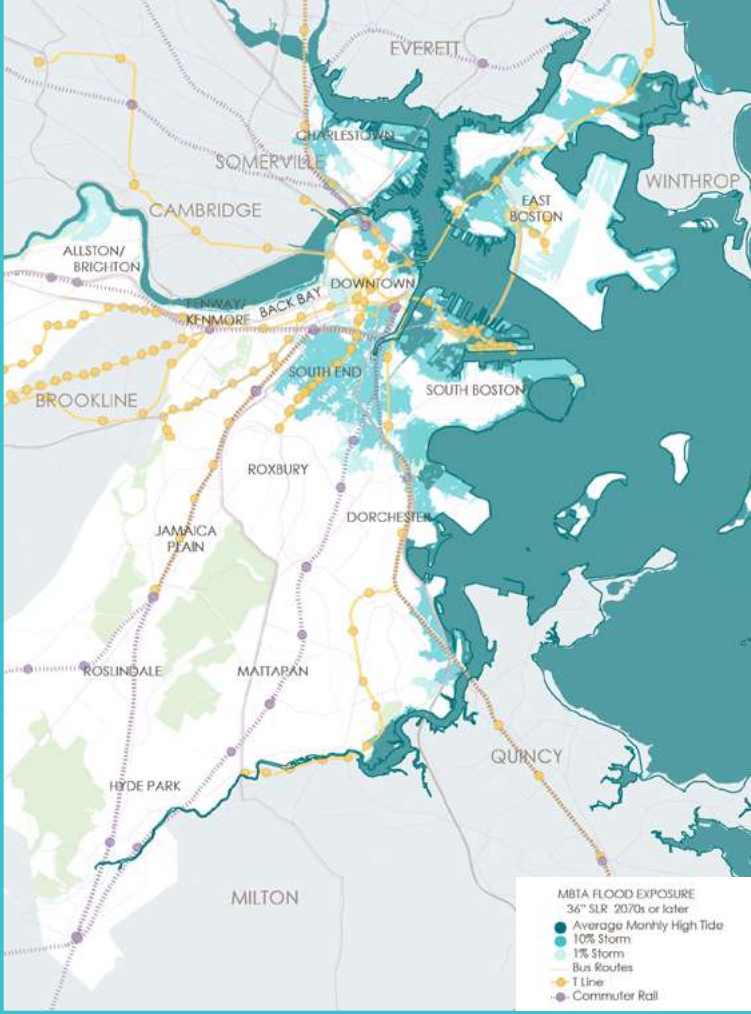 EVERETT
CHARLESTOWN
SOMERVILLE
WINTHROP
CAMBRIDGE
EAST
BOSTON
ALLSTON/
BRIGHTON
DOWNTOWN
FENWAY/
KENMORE
BACK BAY
SOUTH END
SOUTH BOSTON
BROOKLINE
ROXBURY
DORCHESTER
JAMAICA
PLAIN
ROSLINDALE
MATTAPAN
QUINCY
HYDE PARK
MILTON
MBTA FLOOD EXPOSURE
36" SLR 2070s or later
Average Monhly High Tide
10% Storm
1% Storm
Bus Routes
T Line
Commuter Rail